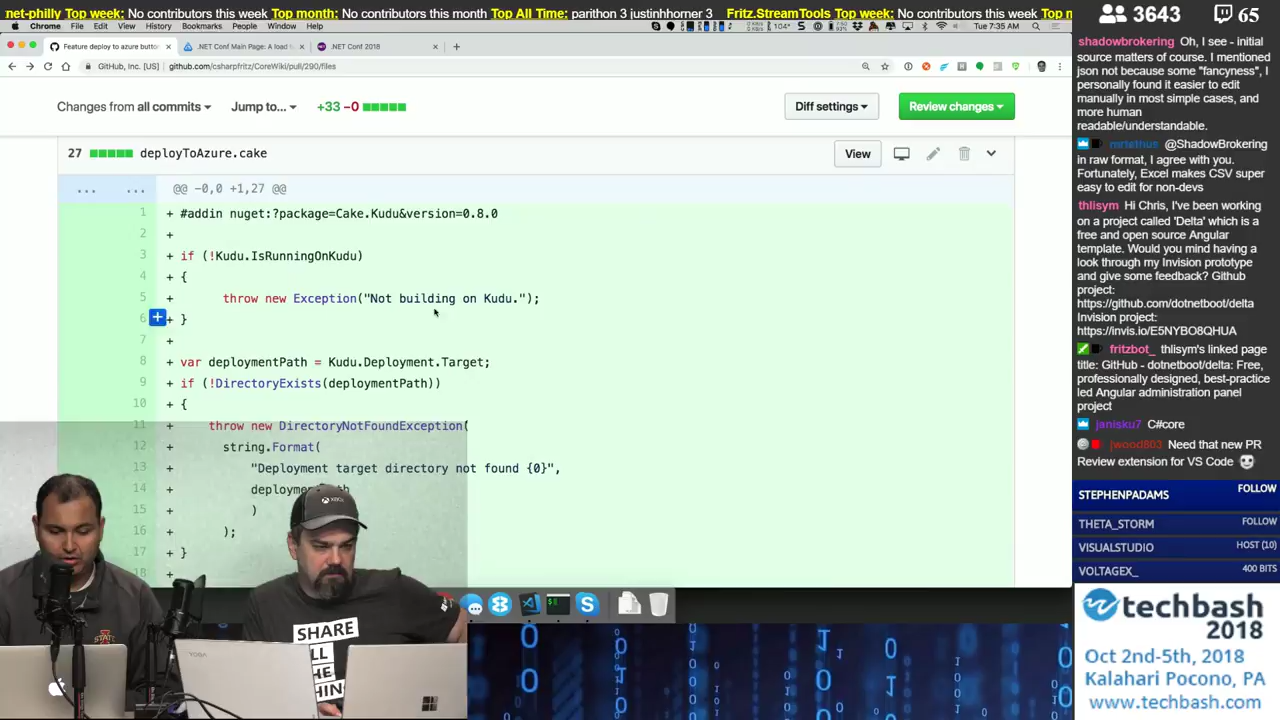 net-philly Top week: No contributors this week Top month: No contributors this month Top All Time: parithon 3 justinhhorner 3 Fritz.StreamTools Top week: No contributors this week Top m
Chrome File Edit View History Bookmarks People Window Help
Tue 7:35 AM
Feature deploy to azure butto
.NET Conf Main Page: A load
.NET Conf 2018
GitHub, Inc. [US] github.com/csharpfritz/CoreWiki/pull/290/files
Changes from all commits
Jump to...
+33 −0
Diff settings
Review changes
27 deployToAzure.cake
View
... ... @@ -0,0 +1,27 @@
1 + #addin nuget:?package=Cake.Kudu&version=0.8.0
2 +
3 + if (!Kudu.IsRunningOnKudu)
4 + {
5 + throw new Exception("Not building on Kudu.");
6 + }
7 +
8 + var deploymentPath = Kudu.Deployment.Target;
9 + if (!DirectoryExists(deploymentPath))
10 + {
11 + throw new DirectoryNotFoundException(
12 + string.Format(
13 + "Deployment target directory not found {0}",
14 + deploymentPath
15 + )
16 + );
17 + }
18 +
3643
65
shadowbrokering Oh, I see - initial
source matters of course. I mentioned
json not because some "fancyness", I
personally found it easier to edit
manually in most simple cases, and
more human
readable/understandable.
mrtethus @ShadowBrokering
in raw format, I agree with you.
Fortunately, Excel makes CSV super
easy to edit for non-devs
thlisym Hi Chris, I've been working
on a project called 'Delta' which is a
free and open source Angular
template. Would you mind having a
look through my Invision prototype
and give some feedback? Github
project:
https://github.com/dotnetboot/delta
Invision project:
https://invis.io/E5NYBO8QHUA
fritzbot_ thlisym's linked page
title: GitHub - dotnetboot/delta: Free,
professionally designed, best-practice
led Angular administration panel
project
janisku7 C#core
jwood803 Need that new PR
Review extension for VS Code
STEPHENPADAMS FOLLOW
THETA_STORM FOLLOW
VISUALSTUDIO HOST (10)
VOLTAGEX_ 400 BITS
techbash
2018
Oct 2nd-5th, 2018
Kalahari Pocono, PA
www.techbash.com
SHARE
THE
YOGA
STATE
XBOX